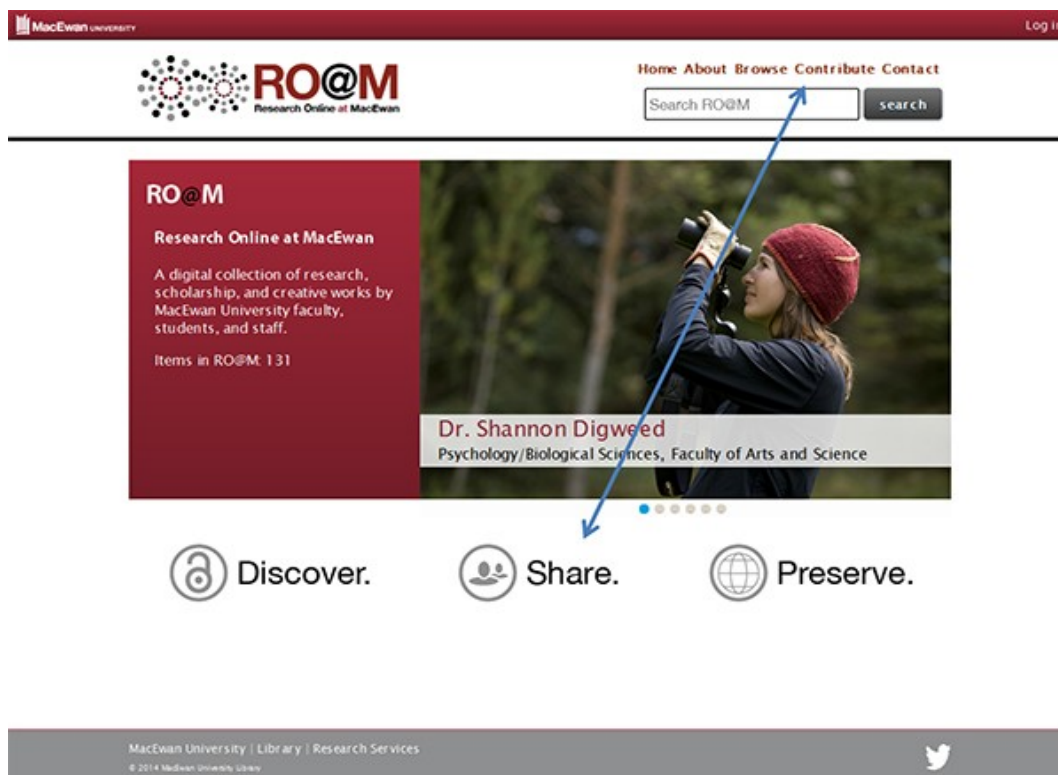 MacEwan UNIVERSITY
Log in
RO@M
Research Online at MacEwan
Home About Browse Contribute Contact
Search RO@M
search
RO@M
Research Online at MacEwan
A digital collection of research,
scholarship, and creative works by
MacEwan University faculty,
students, and staff.
Items in RO@M: 131
Dr. Shannon Digweed
Psychology/Biological Sciences, Faculty of Arts and Science
Discover.
Share.
Preserve.
MacEwan University | Library | Research Services
© 2014 MacEwan University Library